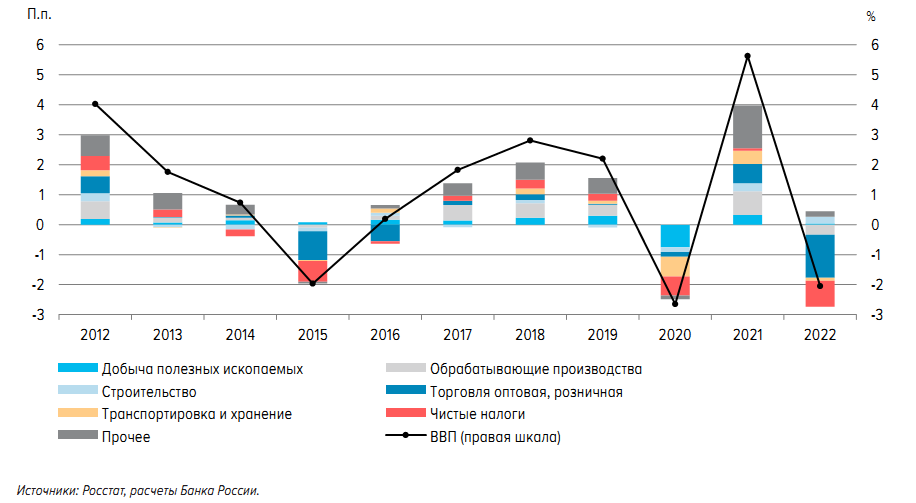 П.п.
%
6 6
5 5
4 4
3 3
2 2
1 1
0 0
-1 -1
-2 -2
-3 -3
2012 2013 2014 2015 2016 2017 2018 2019 2020 2021 2022
Добыча полезных ископаемых
Обрабатывающие производства
Строительство
Торговля оптовая, розничная
Транспортировка и хранение
Чистые налоги
Прочее
ВВП (правая шкала)
Источники: Росстат, расчеты Банка России.